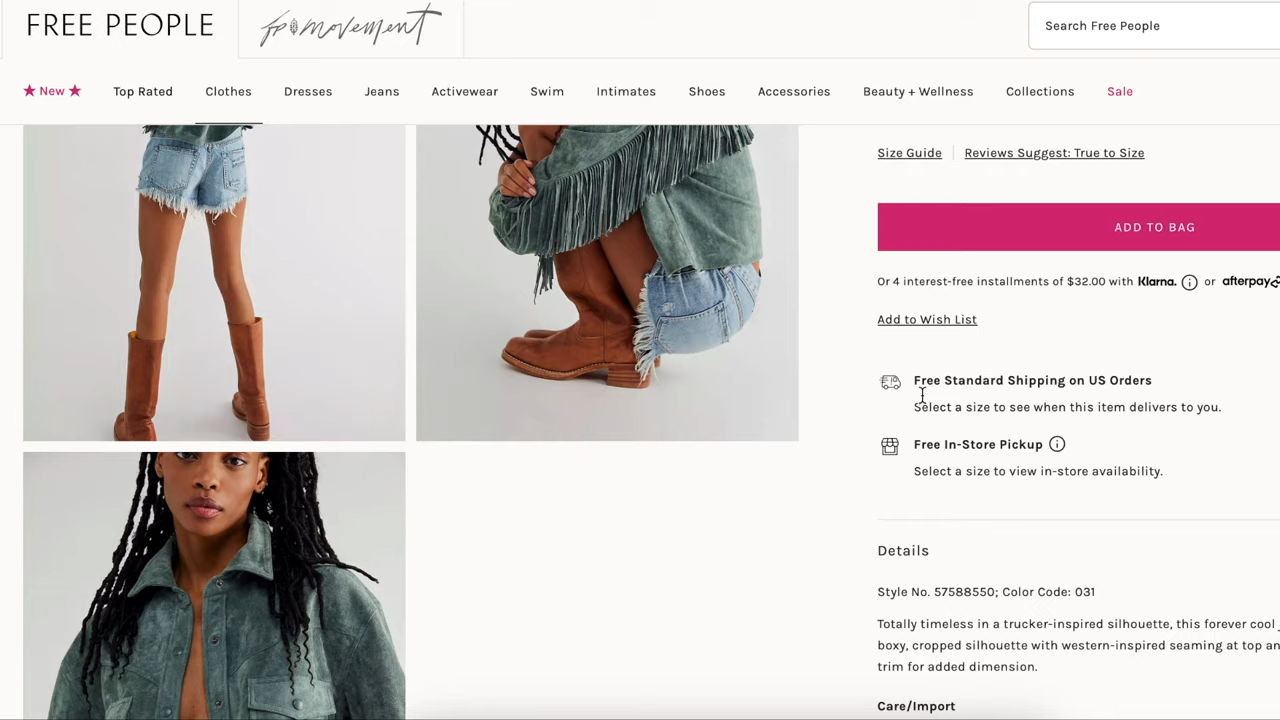 FREE PEOPLE
fp movement
Search Free People
★ New ★ Top Rated Clothes Dresses Jeans Activewear Swim Intimates Shoes Accessories Beauty + Wellness Collections Sale
Size Guide Reviews Suggest: True to Size
ADD TO BAG
Or 4 interest-free installments of $32.00 with Klarna. or afterpay
Add to Wish List
Free Standard Shipping on US Orders
Select a size to see when this item delivers to you.
Free In-Store Pickup
Select a size to view in-store availability.
Details
Style No. 57588550; Color Code: 031
Totally timeless in a trucker-inspired silhouette, this forever cool
boxy, cropped silhouette with western-inspired seaming at top an
trim for added dimension.
Care/Import